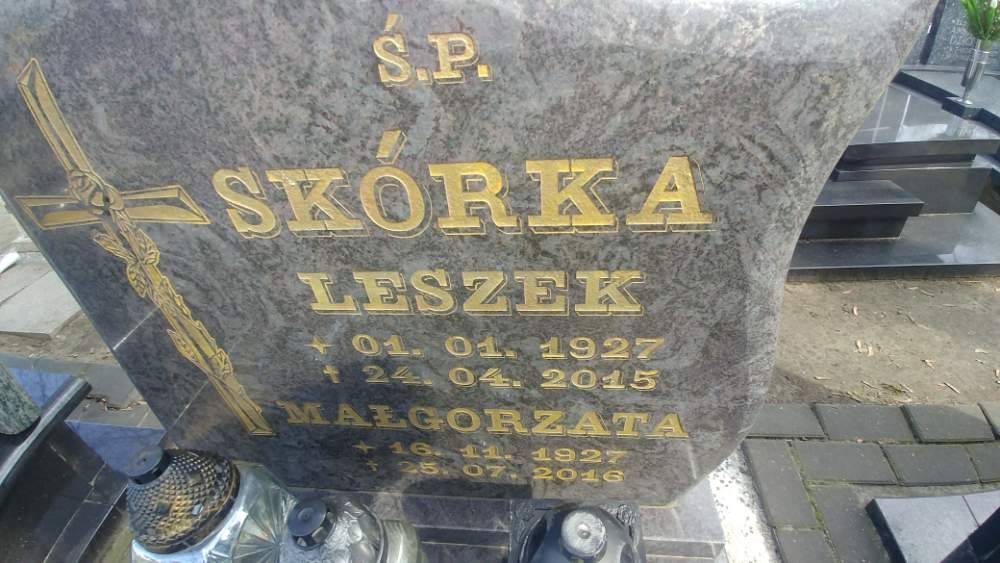 Ś.P.
SKÓRKA
LESZEK
✦ 01. 01. 1927
† 24. 04. 2015
MAŁGORZATA
✦ 16. 11. 1927
† 25. 07. 2016